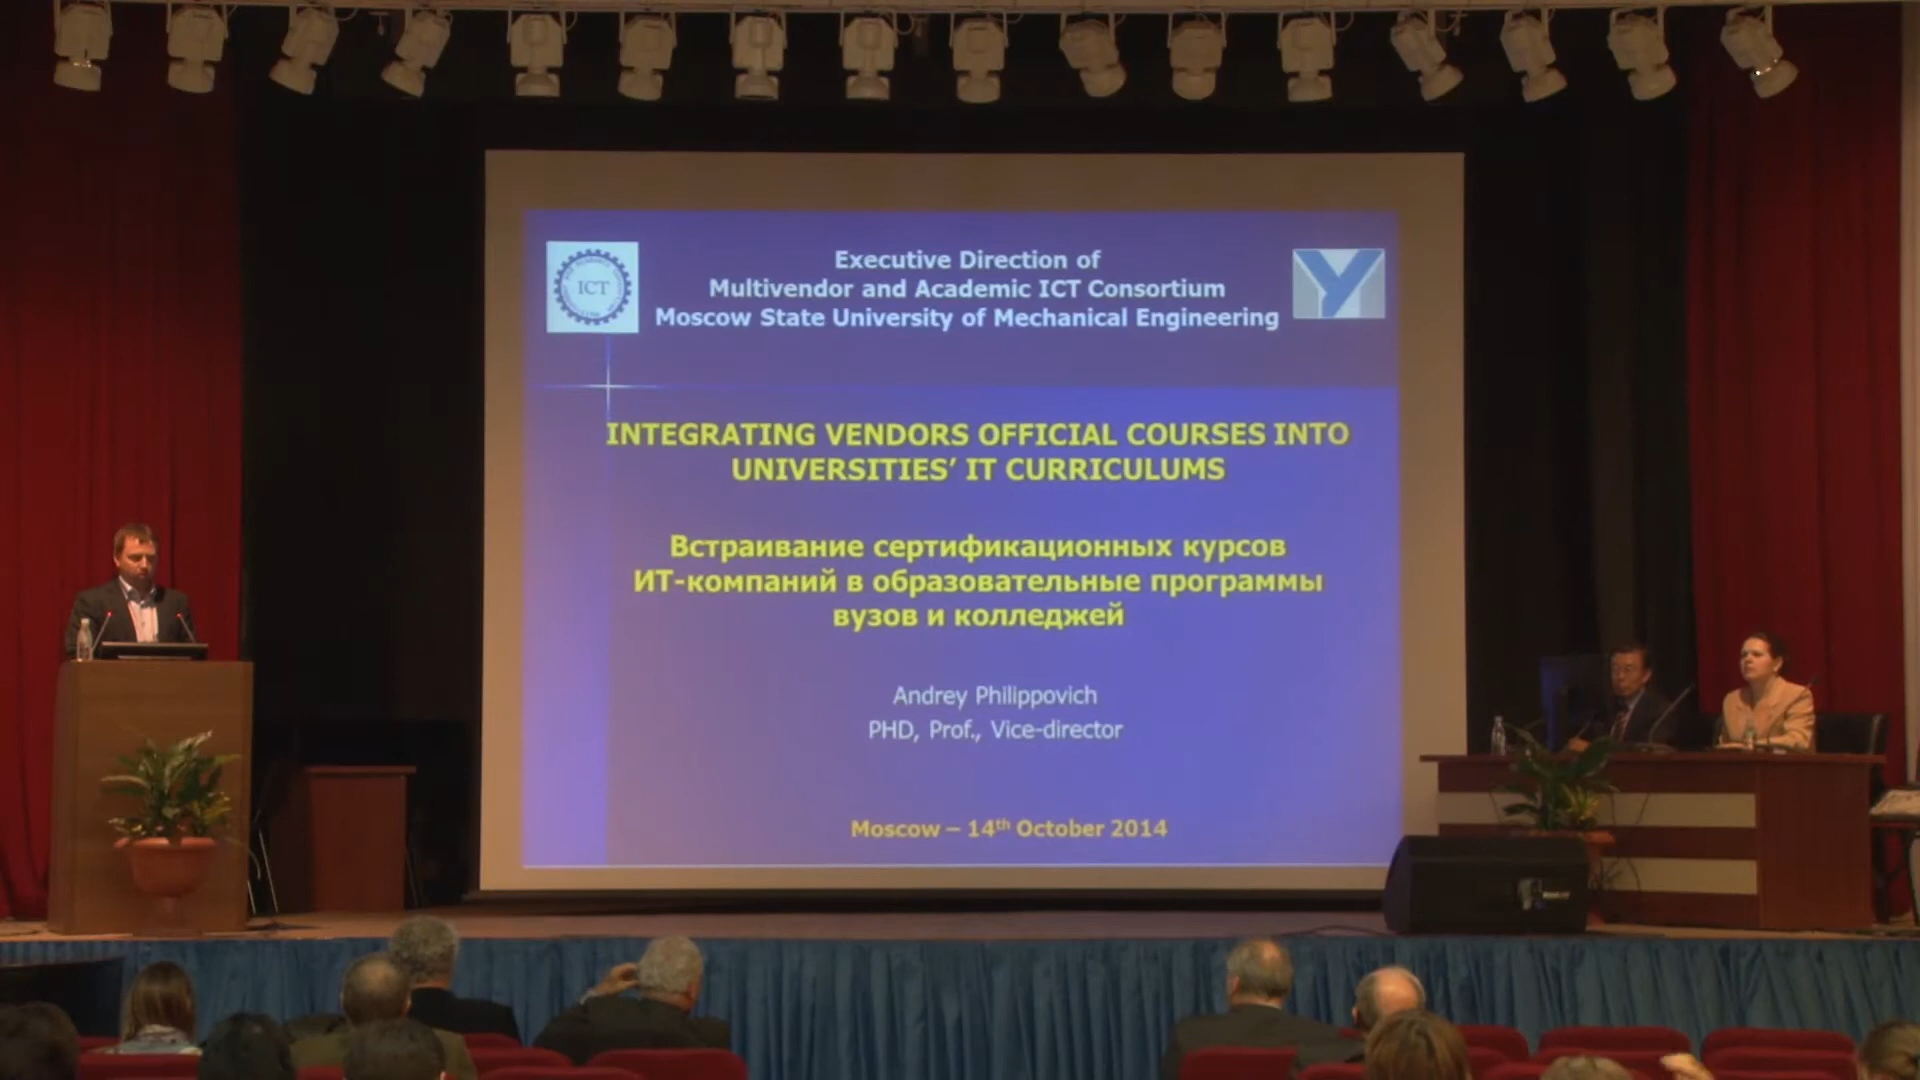 ICT
Executive Direction of
Multivendor and Academic ICT Consortium
Moscow State University of Mechanical Engineering
INTEGRATING VENDORS OFFICIAL COURSES INTO
UNIVERSITIES’ IT CURRICULUMS
Встраивание сертификационных курсов
ИТ-компаний в образовательные программы
вузов и колледжей
Andrey Philippovich
PHD, Prof., Vice-director
Moscow – 14th October 2014